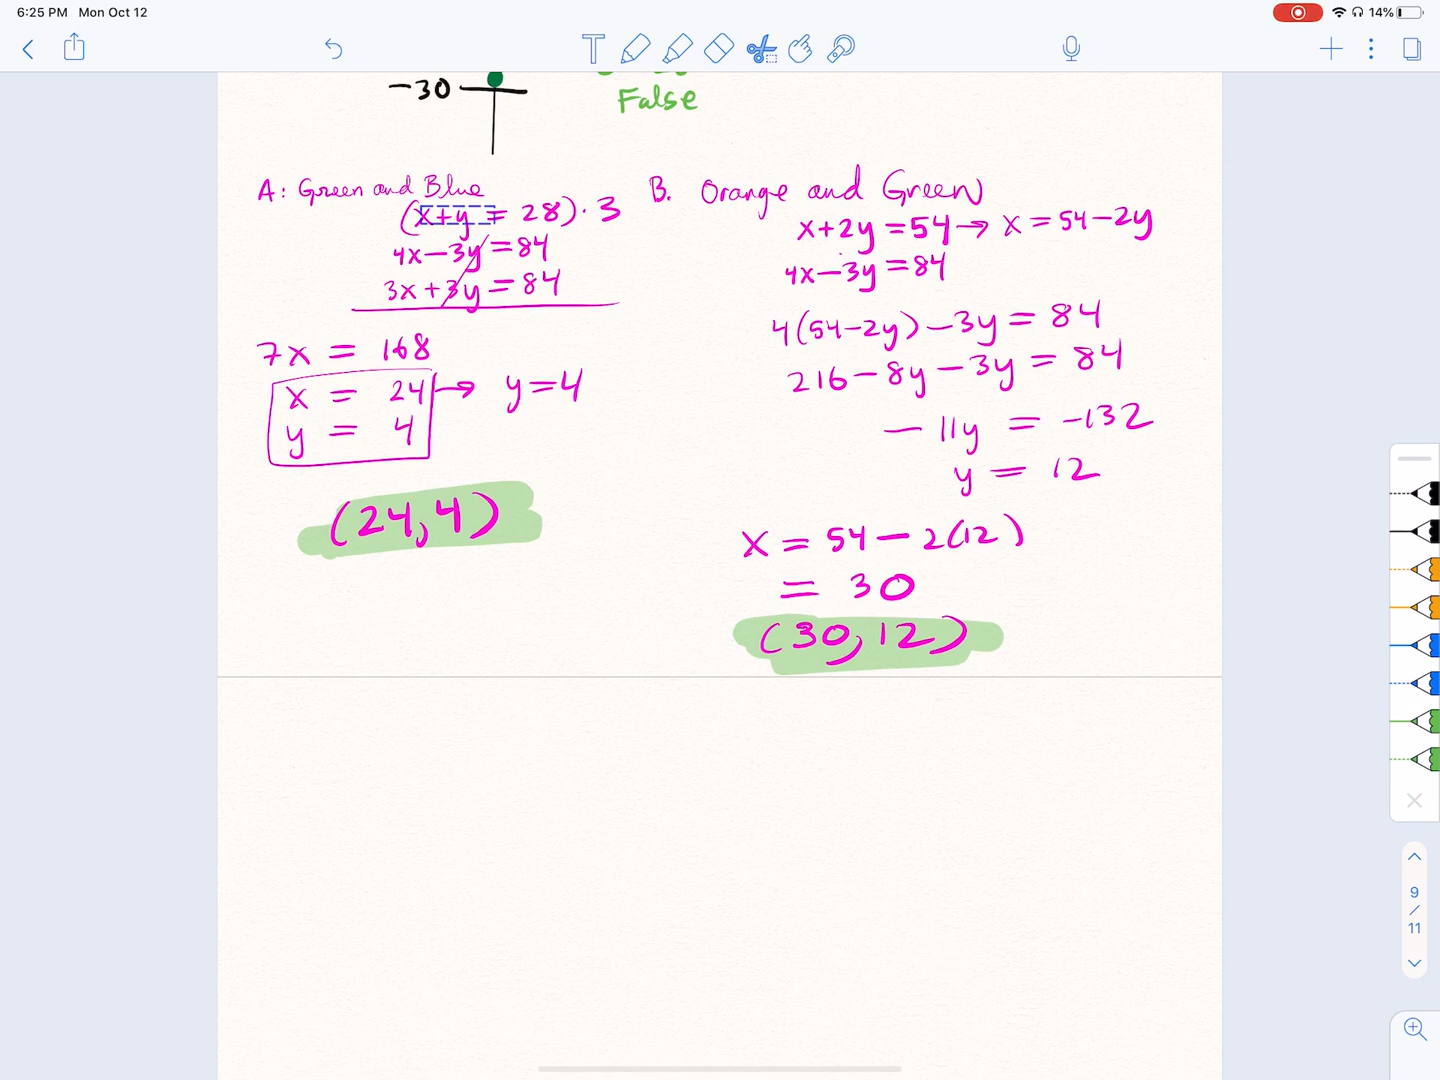 6:25 PM Mon Oct 12
14%
T
-30
False
A: Green and Blue
(x+y = 28)·3
4x-3y=84
3x+3y=84
7x = 168
x = 24 → y=4
y = 4
(24,4)
B. Orange and Green
x+2y=54→ x=54-2y
4x-3y=84
4(54-2y)-3y= 84
216-8y-3y = 84
-11y = -132
y = 12
x = 54-2(12)
= 30
(30,12)
9
/
11